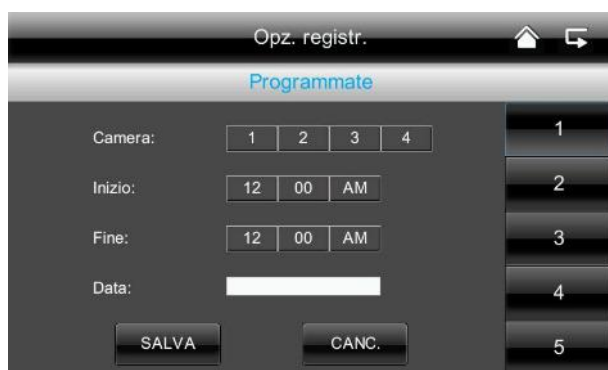 Opz. registr.
Programmate
Camera: 1 2 3 4
Inizio: 12 00 AM
Fine: 12 00 AM
Data:
SALVA CANC.
1
2
3
4
5